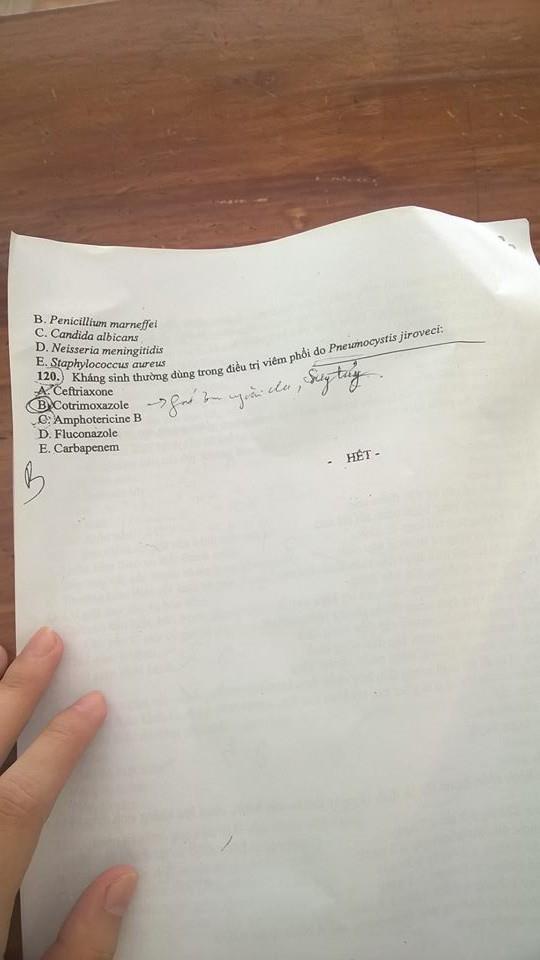 B. Penicillium marneffei
C. Candida albicans
D. Neisseria meningitidis
E. Staphylococcus aureus
120. Kháng sinh thường dùng trong điều trị viêm phổi do Pneumocystis jiroveci:
A. Ceftriaxone
B. Cotrimoxazole → , Suy tủy
C. Amphotericine B
D. Fluconazole
E. Carbapenem
- HẾT -
B